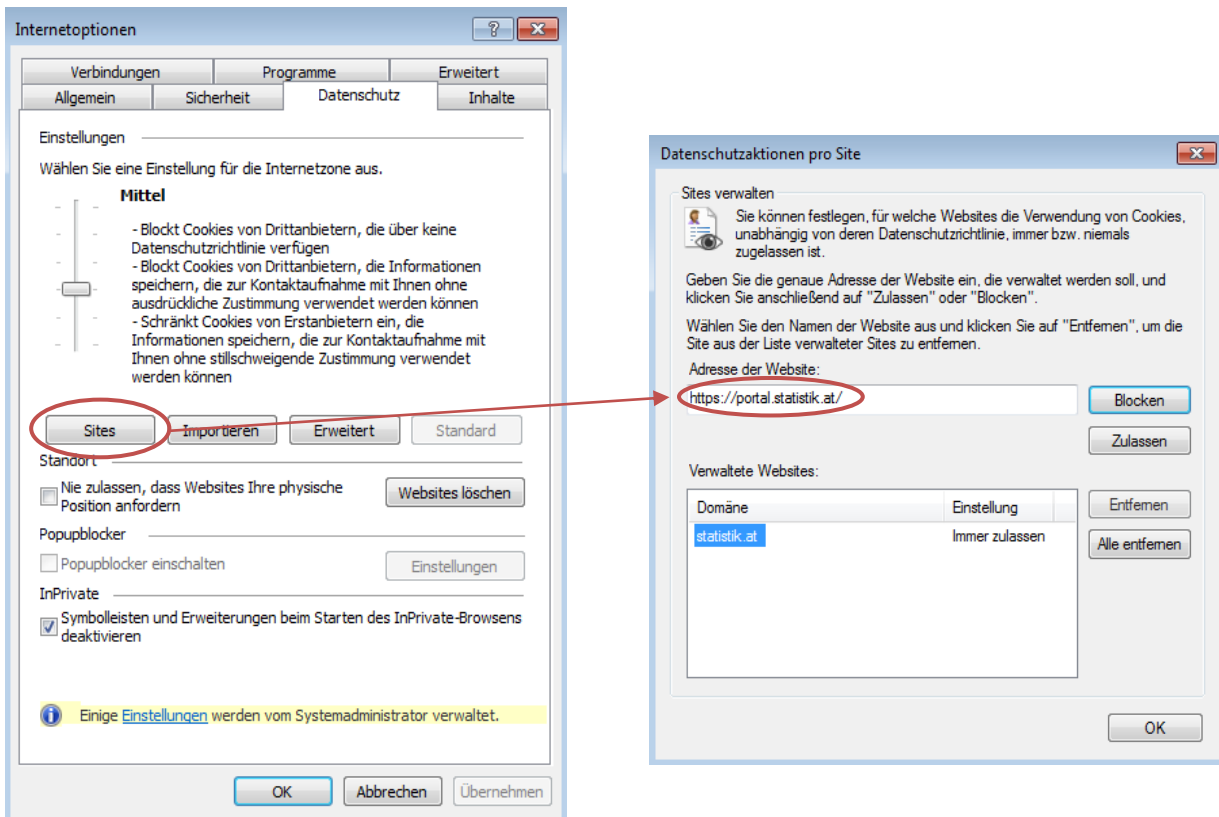 Internetoptionen
Verbindungen Programme Erweitert
Allgemein Sicherheit Datenschutz Inhalte
Einstellungen
Wählen Sie eine Einstellung für die Internetzone aus.
Mittel
- Blockt Cookies von Drittanbietern, die über keine
Datenschutzrichtlinie verfügen
- Blockt Cookies von Drittanbietern, die Informationen
speichern, die zur Kontaktaufnahme mit Ihnen ohne
ausdrückliche Zustimmung verwendet werden können
- Schränkt Cookies von Erstanbietern ein, die
Informationen speichern, die zur Kontaktaufnahme mit
Ihnen ohne stillschweigende Zustimmung verwendet
werden können
Sites Importieren Erweitert Standard
Standort
Nie zulassen, dass Websites Ihre physische
Position anfordern
Websites löschen
Popupblocker
Popupblocker einschalten
Einstellungen
InPrivate
Symbolleisten und Erweiterungen beim Starten des InPrivate-Browsens
deaktivieren
Einige Einstellungen werden vom Systemadministrator verwaltet.
OK Abbrechen Übernehmen
Datenschutzaktionen pro Site
Sites verwalten
Sie können festlegen, für welche Websites die Verwendung von Cookies,
unabhängig von deren Datenschutzrichtlinie, immer bzw. niemals
zugelassen ist.
Geben Sie die genaue Adresse der Website ein, die verwaltet werden soll, und
klicken Sie anschließend auf "Zulassen" oder "Blocken".
Wählen Sie den Namen der Website aus und klicken Sie auf "Entfernen", um die
Site aus der Liste verwalteter Sites zu entfernen.
Adresse der Website:
https://portal.statistik.at/
Blocken
Zulassen
Verwaltete Websites:
Domäne Einstellung
statistik.at Immer zulassen
Entfernen
Alle entfernen
OK